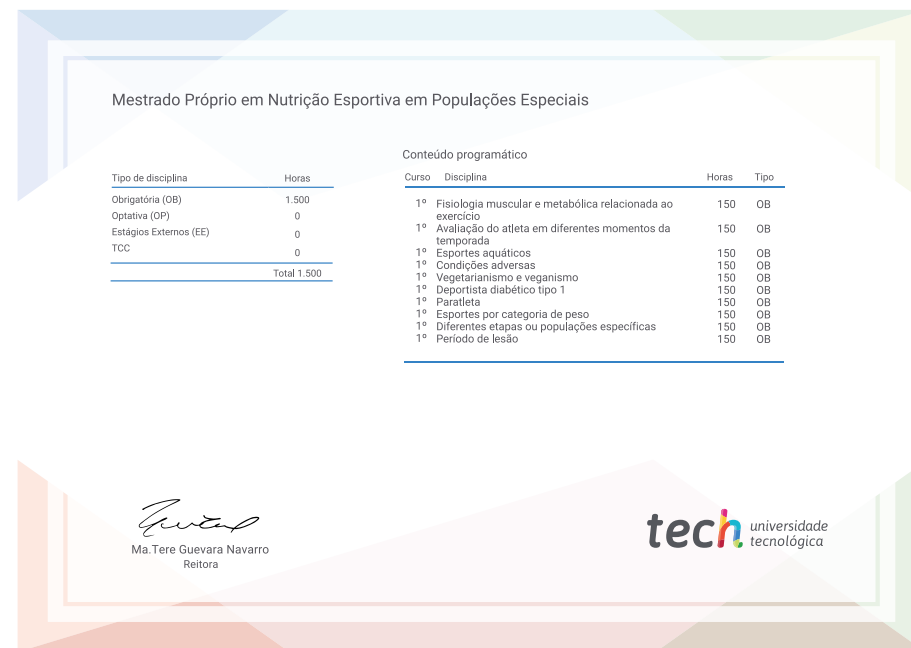 Mestrado Próprio em Nutrição Esportiva em Populações Especiais
Tipo de disciplina Horas
Obrigatória (OB) 1.500
Optativa (OP) 0
Estágios Externos (EE) 0
TCC 0
Total 1.500
Conteúdo programático
Curso Disciplina Horas Tipo
1º Fisiologia muscular e metabólica relacionada ao 150 OB
exercício
1º Avaliação do atleta em diferentes momentos da 150 OB
temporada
1º Esportes aquáticos 150 OB
1º Condições adversas 150 OB
1º Vegetarianismo e veganismo 150 OB
1º Deportista diabético tipo 1 150 OB
1º Paratleta 150 OB
1º Esportes por categoria de peso 150 OB
1º Diferentes etapas ou populações específicas 150 OB
1º Período de lesão 150 OB
Ma.Tere Guevara Navarro
Reitora
tech universidade
tecnológica